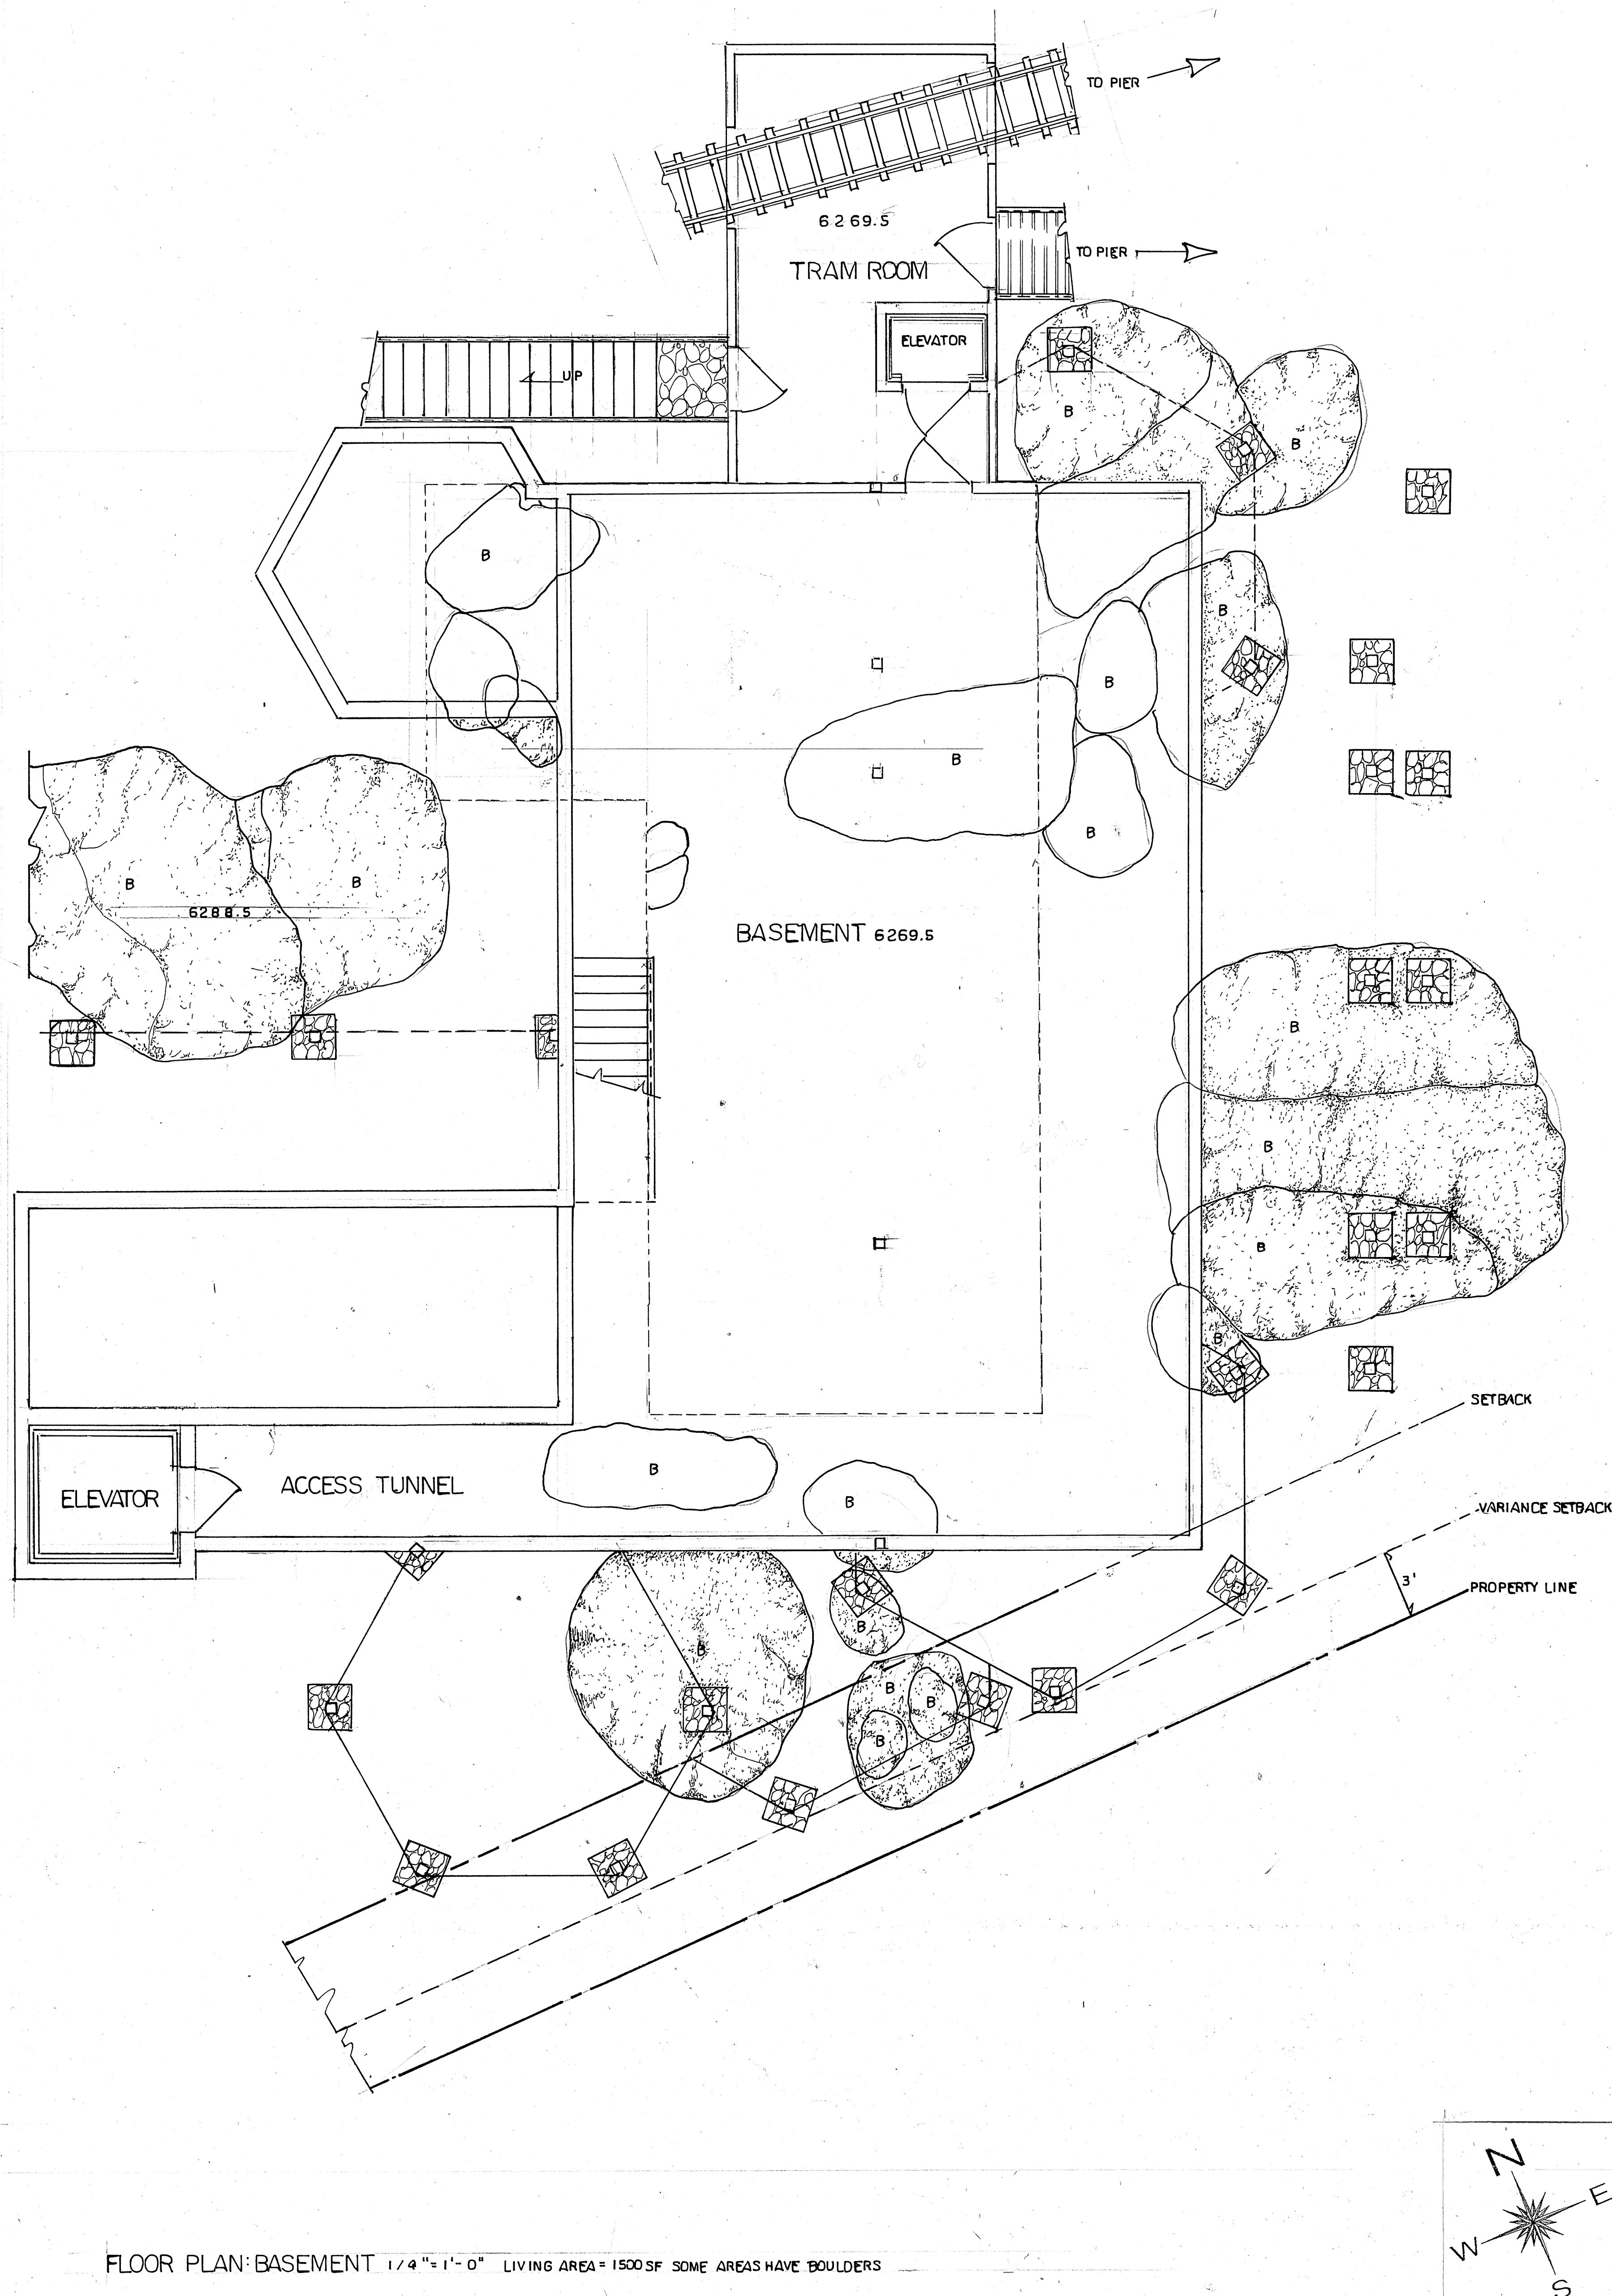 TO PIER
6269.5
TO PIER
TRAM ROOM
ELEVATOR
UP
B
B
B
B
B
B
B
B
B
6288.5
BASEMENT 6269.5
B
B
B
B
SETBACK
B
ACCESS TUNNEL
ELEVATOR
B
VARIANCE SETBACK
3'
PROPERTY LINE
B
B
B
B
B
N
E
W
S
FLOOR PLAN: BASEMENT 1/4"=1'-0" LIVING AREA = 1500 SF SOME AREAS HAVE BOULDERS